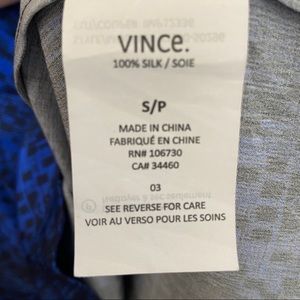 VINCe.
100% SILK / SOIE
S/P
MADE IN CHINA
FABRIQUÉ EN CHINE
RN# 106730
CA# 34460
03
SEE REVERSE FOR CARE
VOIR AU VERSO POUR LES SOINS